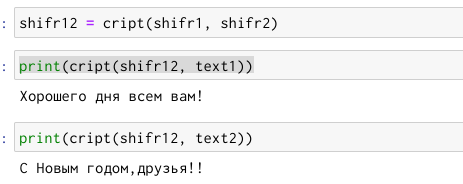 : shifr12 = cript(shifr1, shifr2)
: print(cript(shifr12, text1))
Хорошего дня всем вам!
: print(cript(shifr12, text2))
С Новым годом,друзья!!